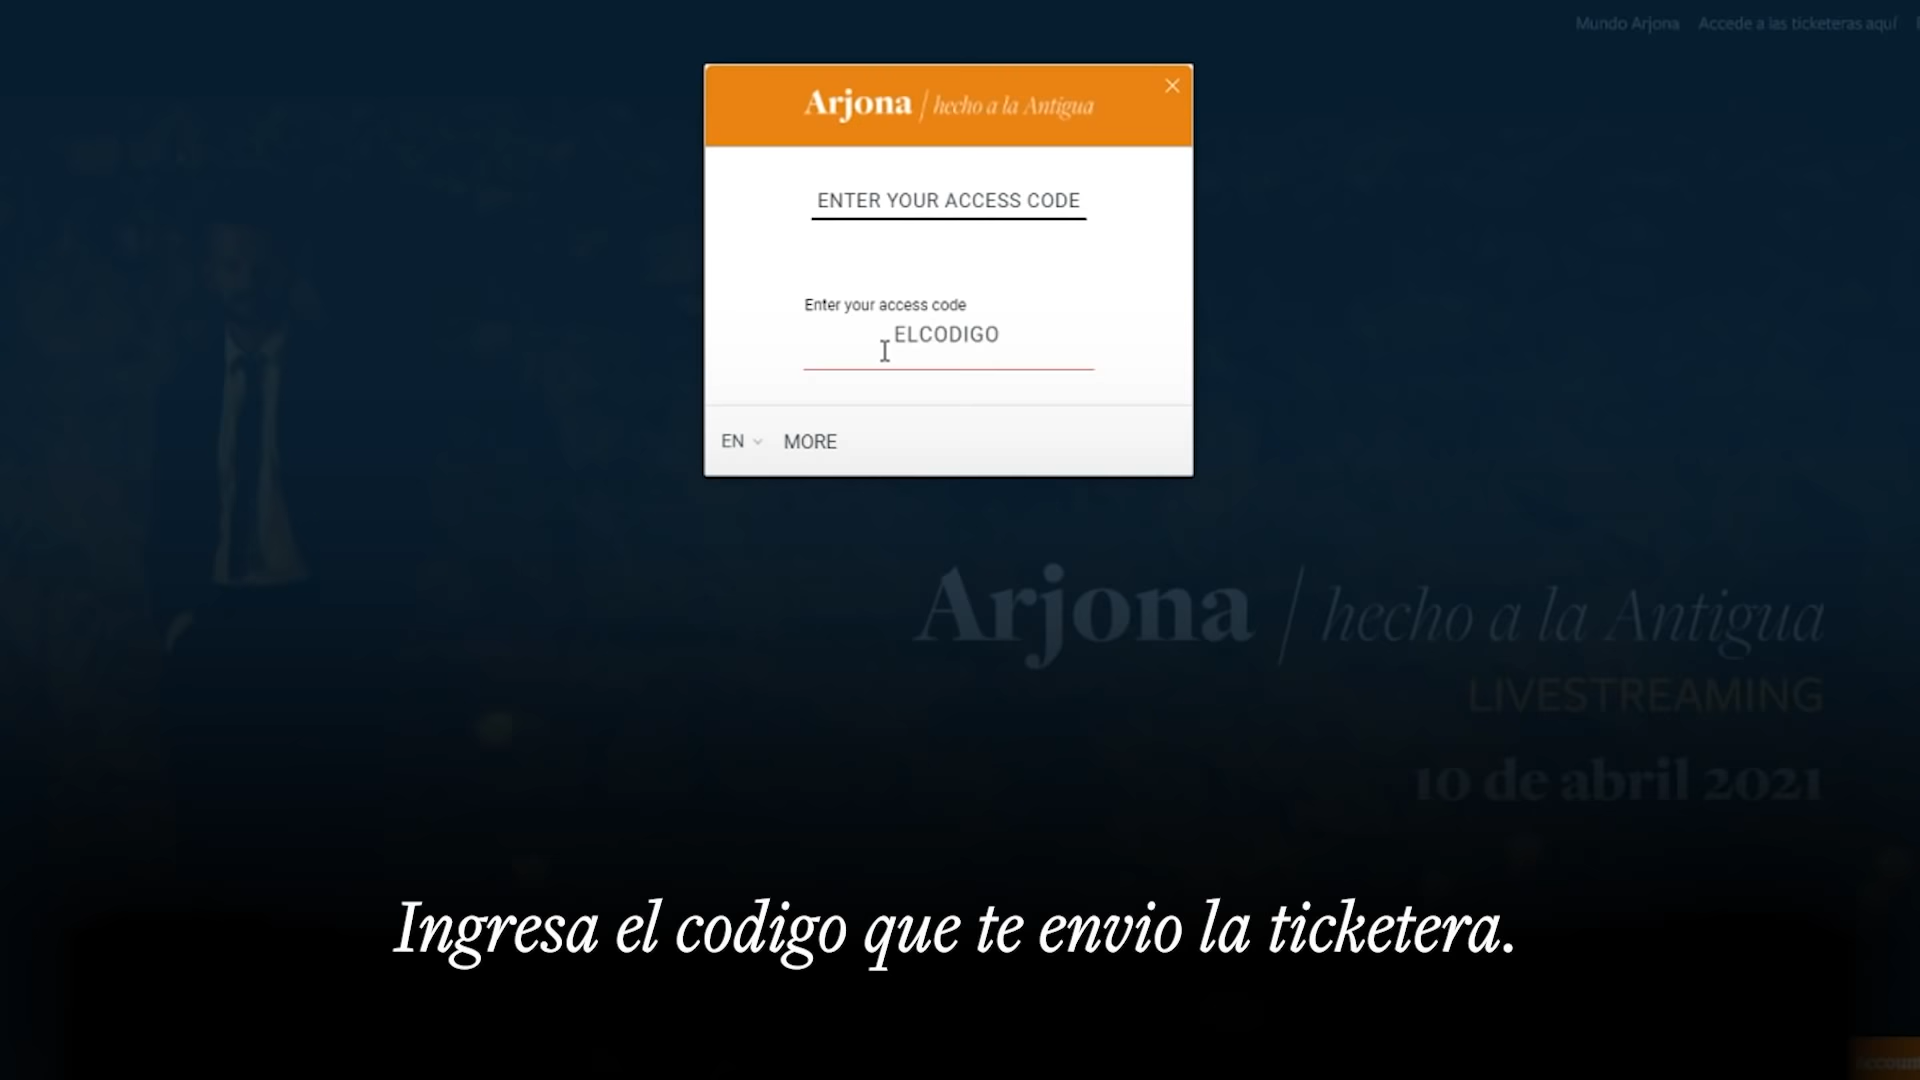 Mundo Arjona Accede a las ticketeras aquí
Arjona / hecho a la Antigua
ENTER YOUR ACCESS CODE
Enter your access code
ELCODIGO
EN MORE
Arjona / hecho a la Antigua
LIVESTREAMING
10 de abril 2021
Ingresa el codigo que te envio la ticketera.